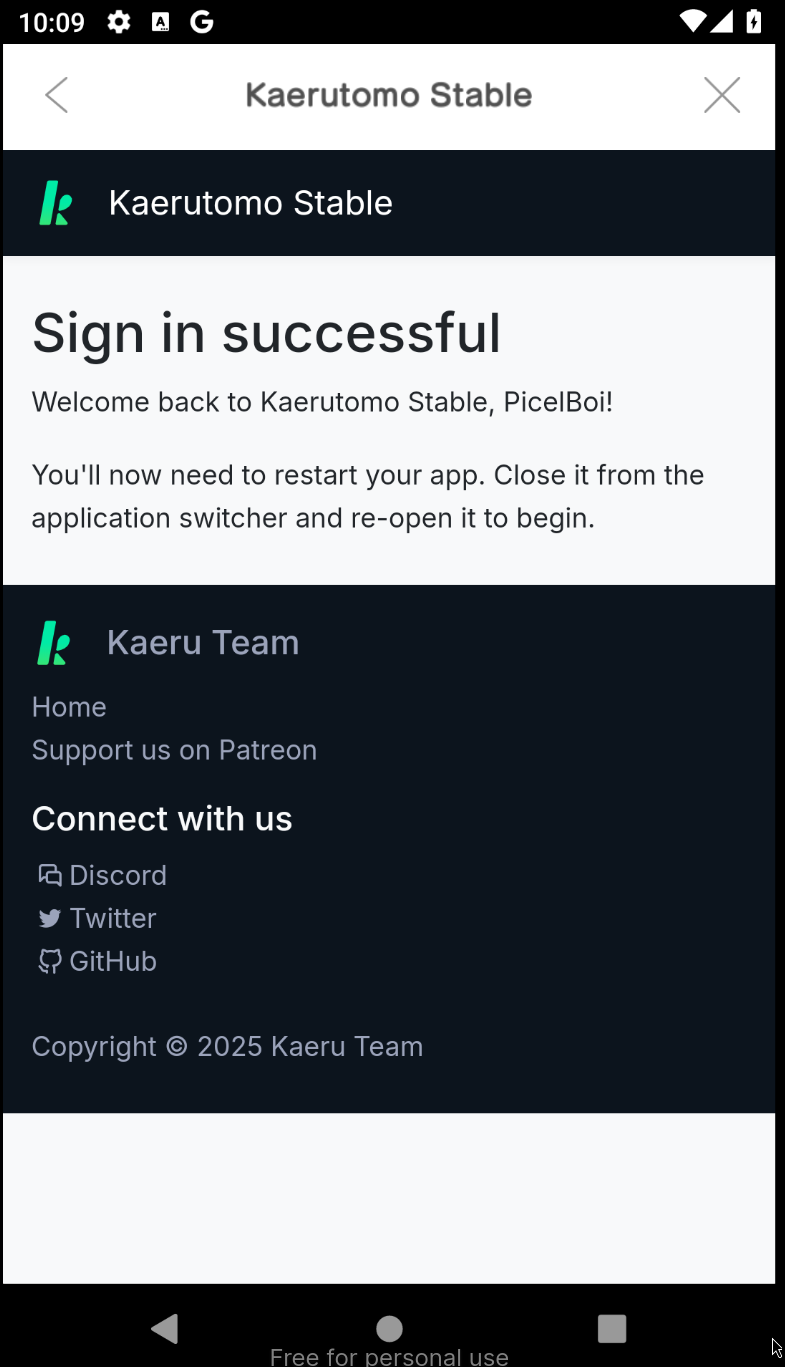 10:09
Kaerutomo Stable
Kaerutomo Stable
Sign in successful
Welcome back to Kaerutomo Stable, PicelBoi!
You'll now need to restart your app. Close it from the
application switcher and re-open it to begin.
Kaeru Team
Home
Support us on Patreon
Connect with us
Discord
Twitter
GitHub
Copyright © 2025 Kaeru Team
Free for personal use